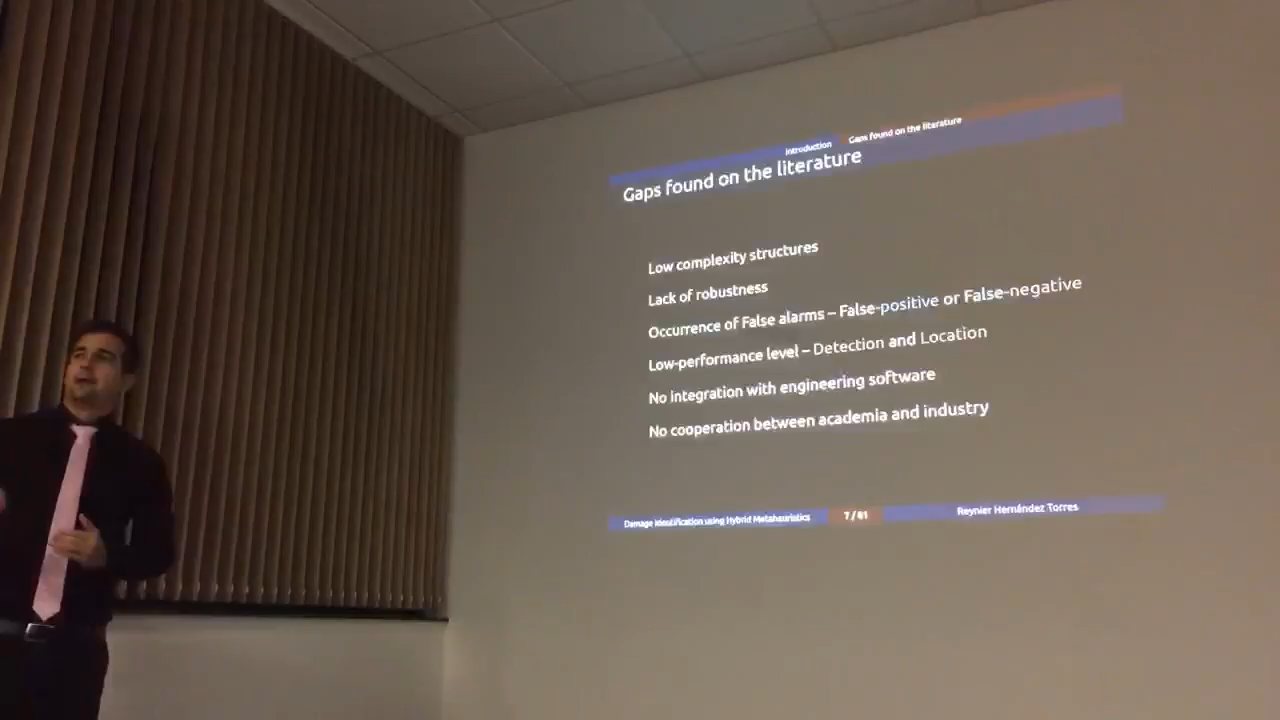 Introduction Gaps found on the literature
Gaps found on the literature
Low complexity structures
Lack of robustness
Occurrence of False alarms – False-positive or False-negative
Low-performance level – Detection and Location
No integration with engineering software
No cooperation between academia and industry
Damage Identification using Hybrid Metaheuristics 7 / 61 Reynier Hernández Torres